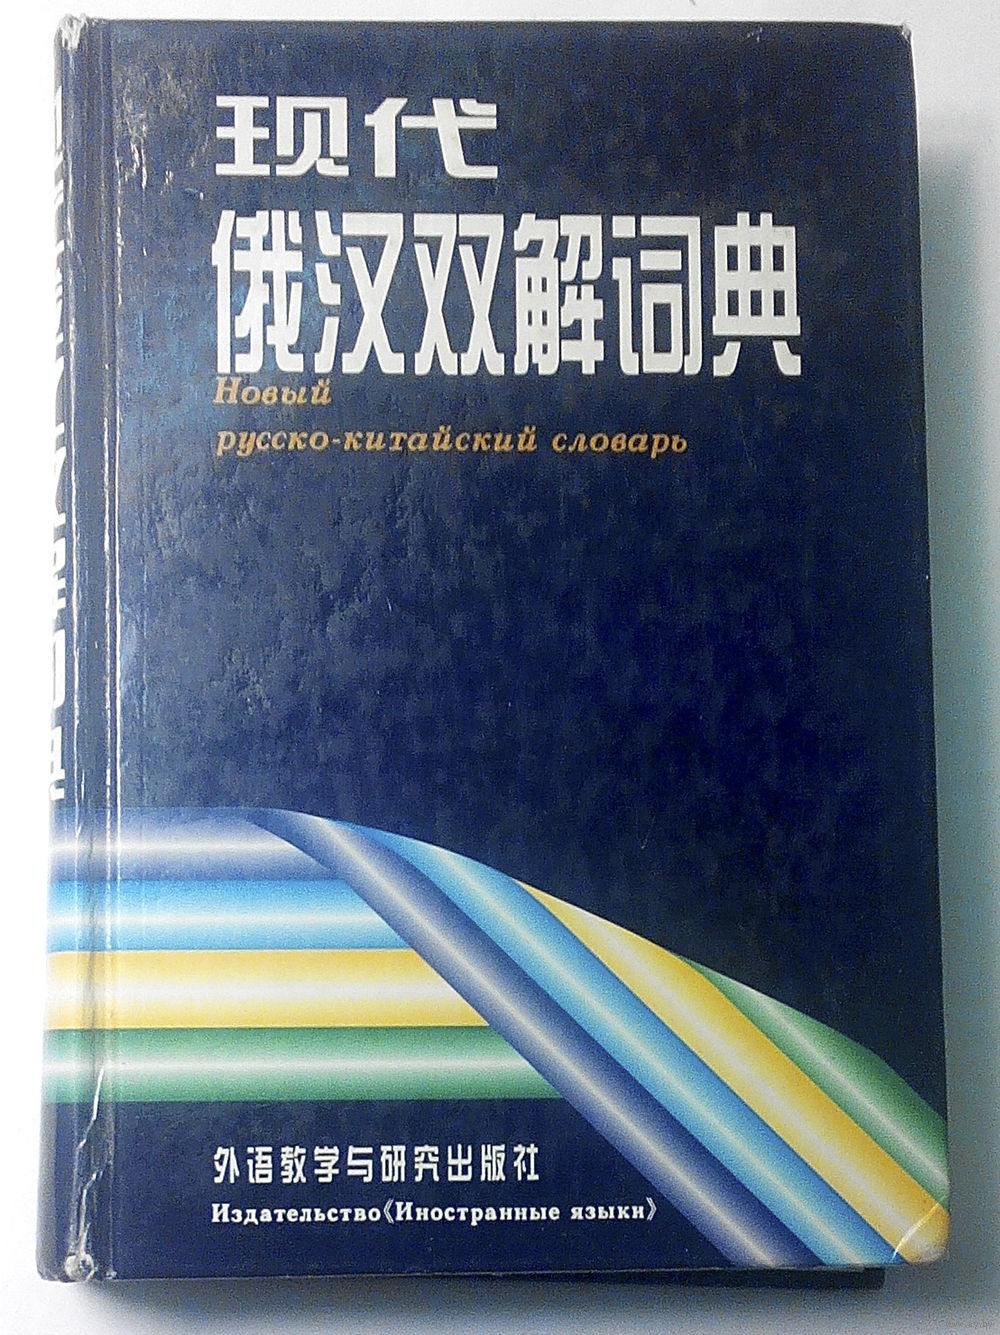 现代
俄汉双解词典
Новый
русско-китайский словарь
外语教学与研究出版社
Издательство《Иностранные языки》